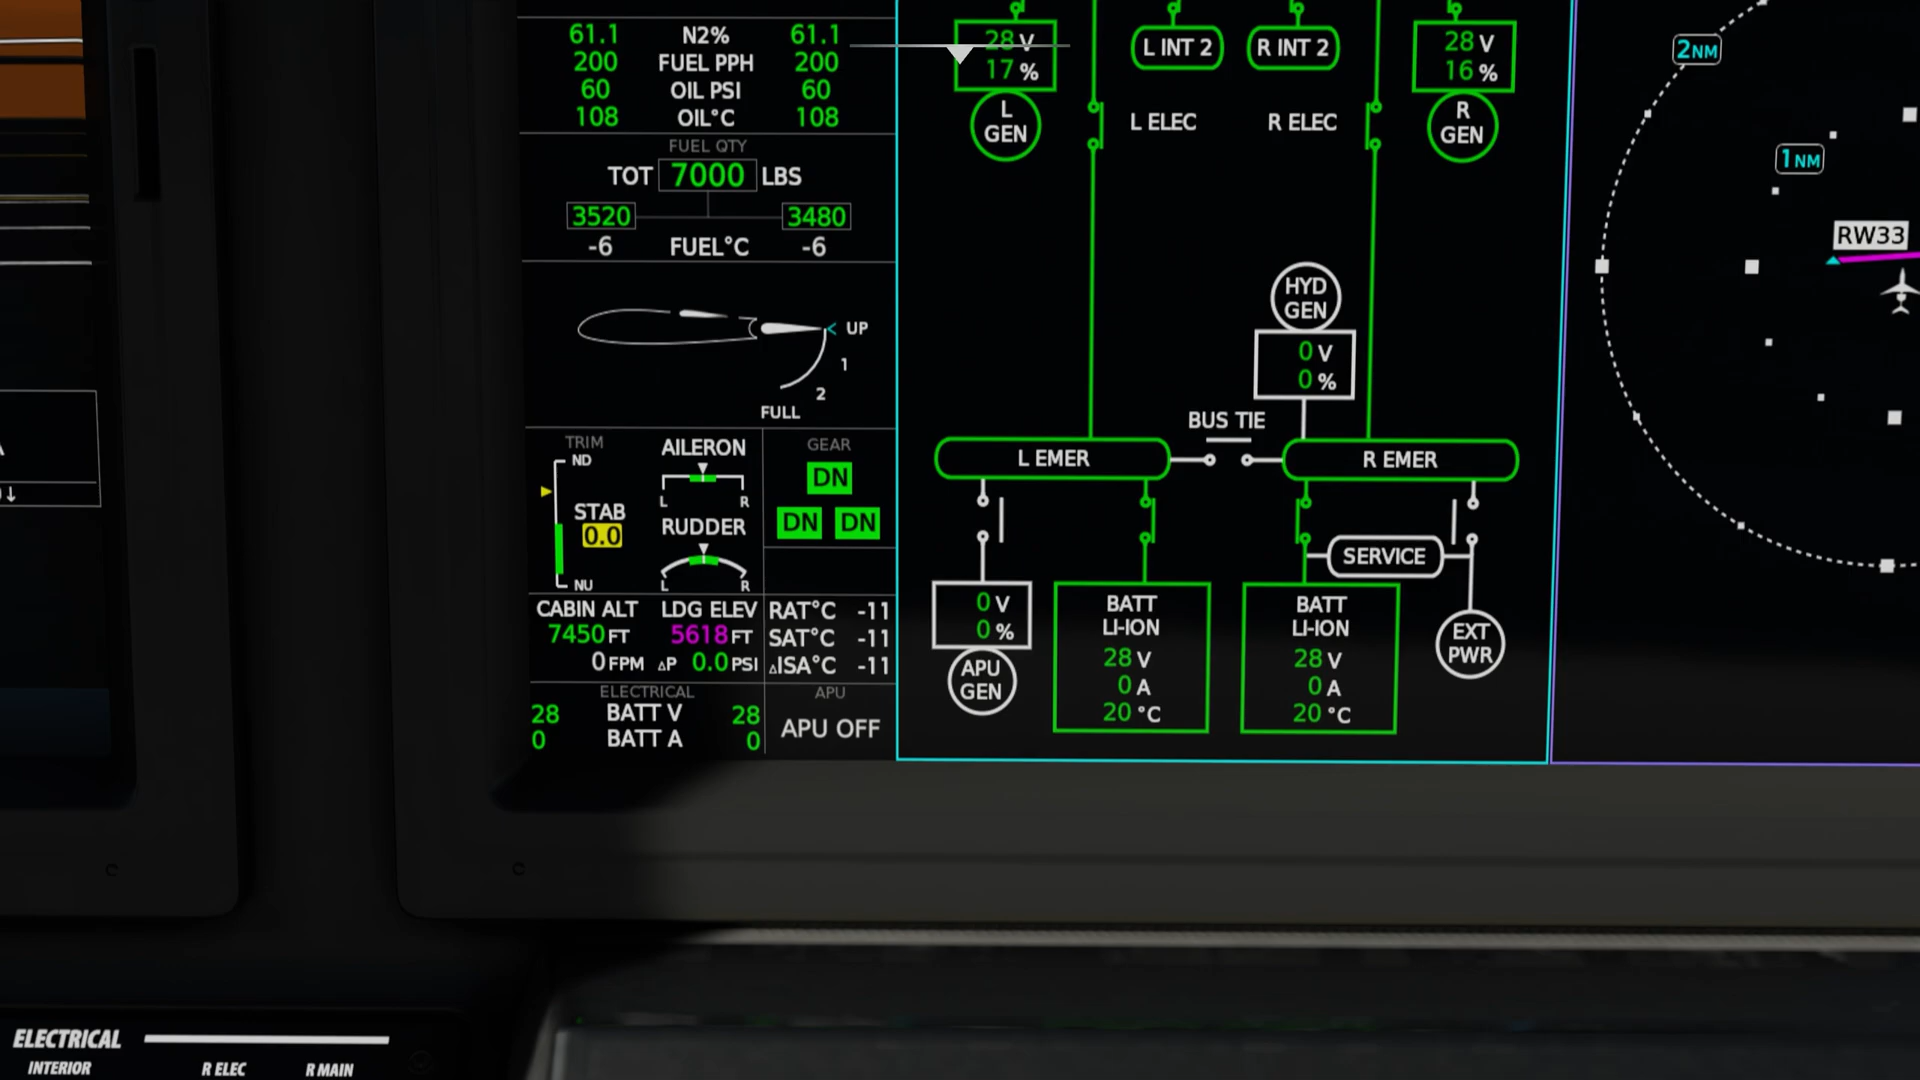 61.1 N2% 61.1
200 FUEL PPH 200
60 OIL PSI 60
108 OIL°C 108
FUEL QTY
TOT 7000 LBS
3520 3480
-6 FUEL°C -6
UP
1
2
FULL
TRIM
ND
STAB
0.0
NU
AILERON
L R
RUDDER
L R
GEAR
DN
DN DN
CABIN ALT LDG ELEV
7450 FT 5618 FT
0 FPM ΔP 0.0 PSI
RAT°C -11
SAT°C -11
ΔISA°C -11
ELECTRICAL
28 BATT V 28
0 BATT A 0
APU
APU OFF
28 V
17 %
L GEN
L INT 2
R INT 2
28 V
16 %
R GEN
L ELEC
R ELEC
HYD GEN
0 V
0 %
BUS TIE
L EMER
R EMER
SERVICE
0 V
0 %
APU GEN
BATT
LI-ION
28 V
0 A
20 °C
BATT
LI-ION
28 V
0 A
20 °C
EXT PWR
2NM
1NM
RW33
ELECTRICAL
INTERIOR R ELEC R MAIN